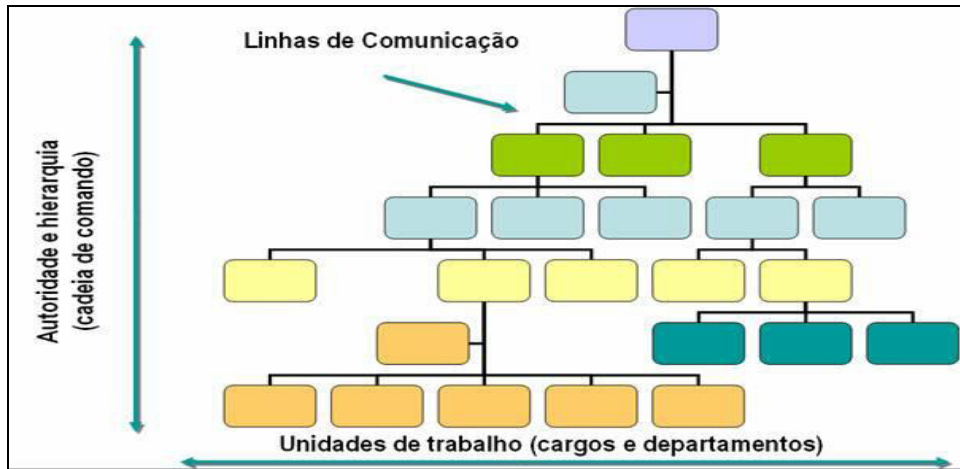 Linhas de Comunicação
Autoridade e hierarquia
(cadeia de comando)
Unidades de trabalho (cargos e departamentos)